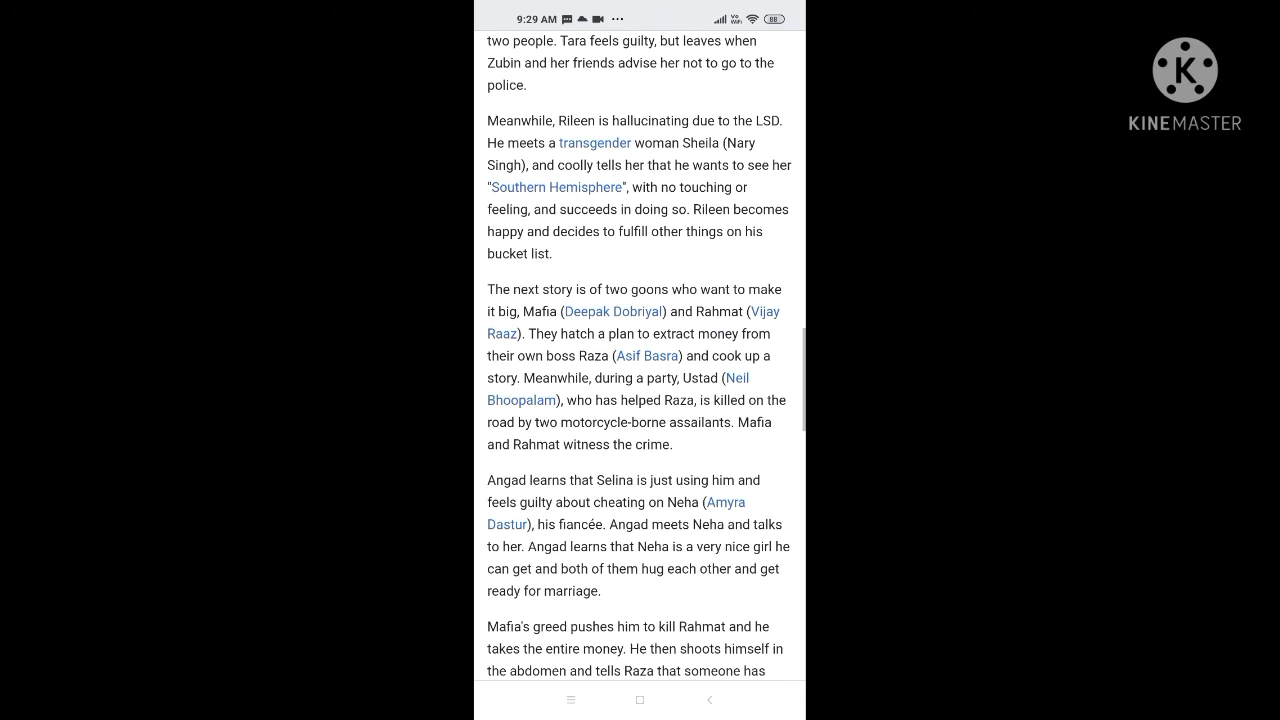 9:29 AM
Vo
WiFi
88
two people. Tara feels guilty, but leaves when
Zubin and her friends advise her not to go to the
police.
Meanwhile, Rileen is hallucinating due to the LSD.
He meets a transgender woman Sheila (Nary
Singh), and coolly tells her that he wants to see her
"Southern Hemisphere", with no touching or
feeling, and succeeds in doing so. Rileen becomes
happy and decides to fulfill other things on his
bucket list.
The next story is of two goons who want to make
it big, Mafia (Deepak Dobriyal) and Rahmat (Vijay
Raaz). They hatch a plan to extract money from
their own boss Raza (Asif Basra) and cook up a
story. Meanwhile, during a party, Ustad (Neil
Bhoopalam), who has helped Raza, is killed on the
road by two motorcycle-borne assailants. Mafia
and Rahmat witness the crime.
Angad learns that Selina is just using him and
feels guilty about cheating on Neha (Amyra
Dastur), his fiancée. Angad meets Neha and talks
to her. Angad learns that Neha is a very nice girl he
can get and both of them hug each other and get
ready for marriage.
Mafia's greed pushes him to kill Rahmat and he
takes the entire money. He then shoots himself in
the abdomen and tells Raza that someone has
K
KINEMASTER